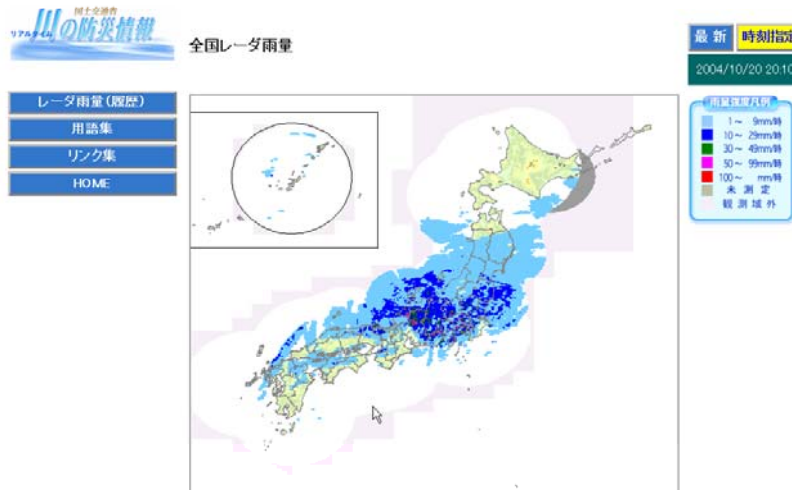 国土交通省
リアルタイム 川の防災情報
全国レーダ雨量
最新
時刻指定
2004/10/20 20:10
レーダ雨量(履歴)
用語集
リンク集
HOME
雨量強度凡例
1～ 9mm/時
10～ 29mm/時
30～ 49mm/時
50～ 99mm/時
100～ mm/時
未測定
観測域外